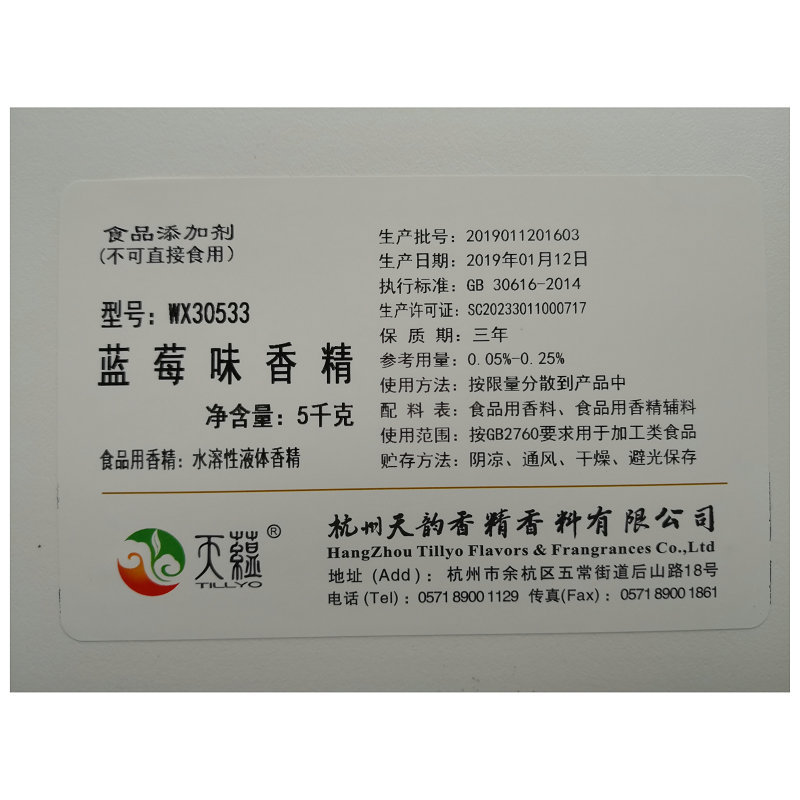 食品添加剂
(不可直接食用)
型号：WX30533
蓝莓味香精
净含量：5千克
食品用香精：水溶性液体香精
生产批号：2019011201603
生产日期：2019年01月12日
执行标准：GB 30616-2014
生产许可证：SC20233011000717
保 质 期：三年
参考用量：0.05%-0.25%
使用方法：按限量分散到产品中
配 料 表：食品用香料、食品用香精辅料
使用范围：按GB2760要求用于加工类食品
贮存方法：阴凉、通风、干燥、避光保存
天蕴®
TILLYO
杭州天韵香精香料有限公司
HangZhou Tillyo Flavors & Frangrances Co.,Ltd
地址 (Add)：杭州市余杭区五常街道后山路18号
电话 (Tel)：0571 8900 1129 传真(Fax)：0571 8900 1861